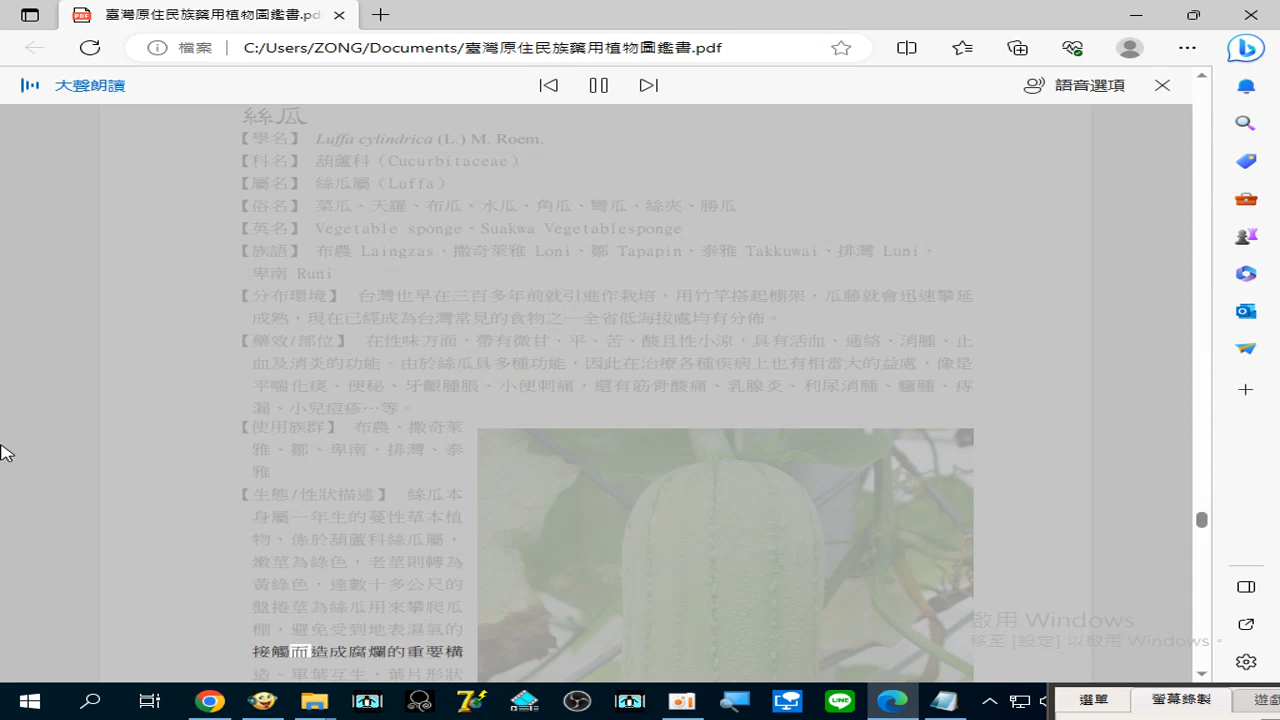 臺灣原住民族藥用植物圖鑑書.pd
檔案 C:/Users/ZONG/Documents/臺灣原住民族藥用植物圖鑑書.pdf
大聲朗讀
語音選項
絲瓜
【學名】 Luffa cylindrica (L.) M. Roem.
【科名】 葫蘆科（Cucurbitaceae）
【屬名】 絲瓜屬（Luffa）
【俗名】 菜瓜、天羅、布瓜、水瓜、角瓜、彎瓜、絲夾、勝瓜
【英名】 Vegetable sponge、Suakwa Vegetablesponge
【族語】 布農 Laingzas、撒奇萊雅 Loni、鄒 Tapapin、泰雅 Takkuwai、排灣 Luni、
卑南 Runi
【分布環境】 台灣也早在三百多年前就引進作栽培，用竹竿搭起棚架，瓜藤就會迅速攀延
成熟，現在已經成為台灣常見的食物之一全省低海拔處均有分佈。
【藥效/部位】 在性味方面、帶有微甘、平、苦、酸且性小涼，具有活血、通絡、消腫、止
血及消炎的功能。由於絲瓜具多種功能，因此在治療各種疾病上也有相當大的益處，像是
平喘化痰、便秘、牙齦腫脹、小便刺痛，還有筋骨酸痛、乳腺炎、利尿消腫、癰腫、痔
漏、小兒痘疹…等。
【使用族群】 布農、撒奇萊
雅、鄒、卑南、排灣、泰
雅
【生態/性狀描述】 絲瓜本
身屬一年生的蔓性草本植
物，係於葫蘆科絲瓜屬，
嫩莖為綠色，老莖則轉為
黃綠色，達數十多公尺的
盤捲莖為絲瓜用來攀爬瓜
棚，避免受到地表濕氣的
接觸而造成腐爛的重要構
造。單葉互生，葉片形狀
啟用 Windows
移至 [設定] 以啟用 Windows。
選單
螢幕錄製
遊戲